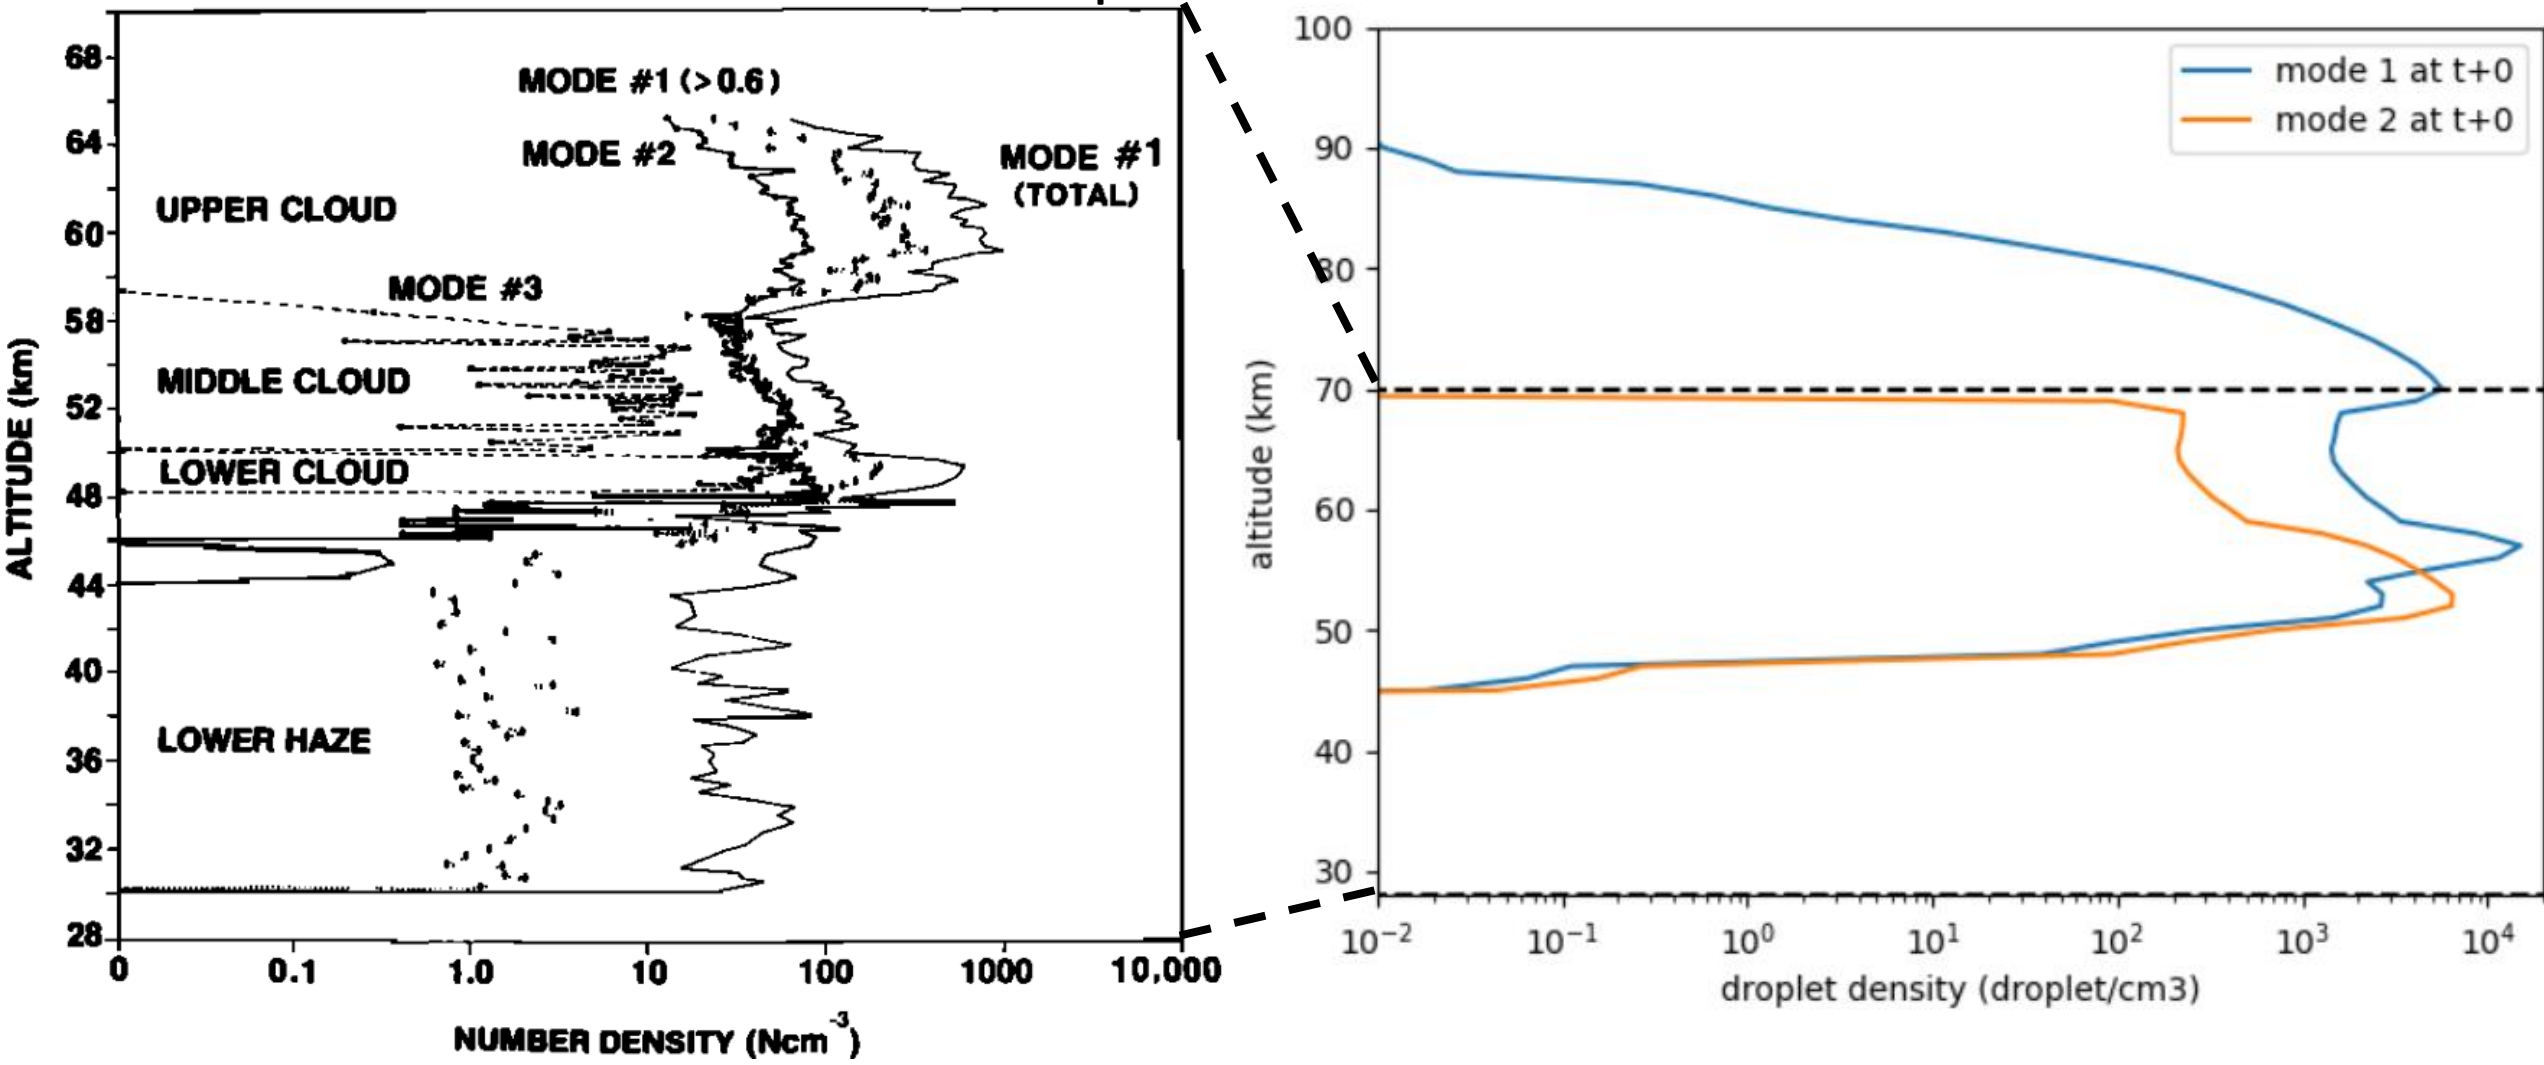 68
64
60
58
52
48
44
40
36
32
28
ALTITUDE (km)
MODE #1 (>0.6)
MODE #2
MODE #1
(TOTAL)
UPPER CLOUD
MODE #3
MIDDLE CLOUD
LOWER CLOUD
LOWER HAZE
0 0.1 1.0 10 100 1000 10,000
NUMBER DENSITY (Ncm⁻³)
100
90
80
70
60
50
40
30
altitude (km)
mode 1 at t+0
mode 2 at t+0
10⁻² 10⁻¹ 10⁰ 10¹ 10² 10³ 10⁴
droplet density (droplet/cm3)